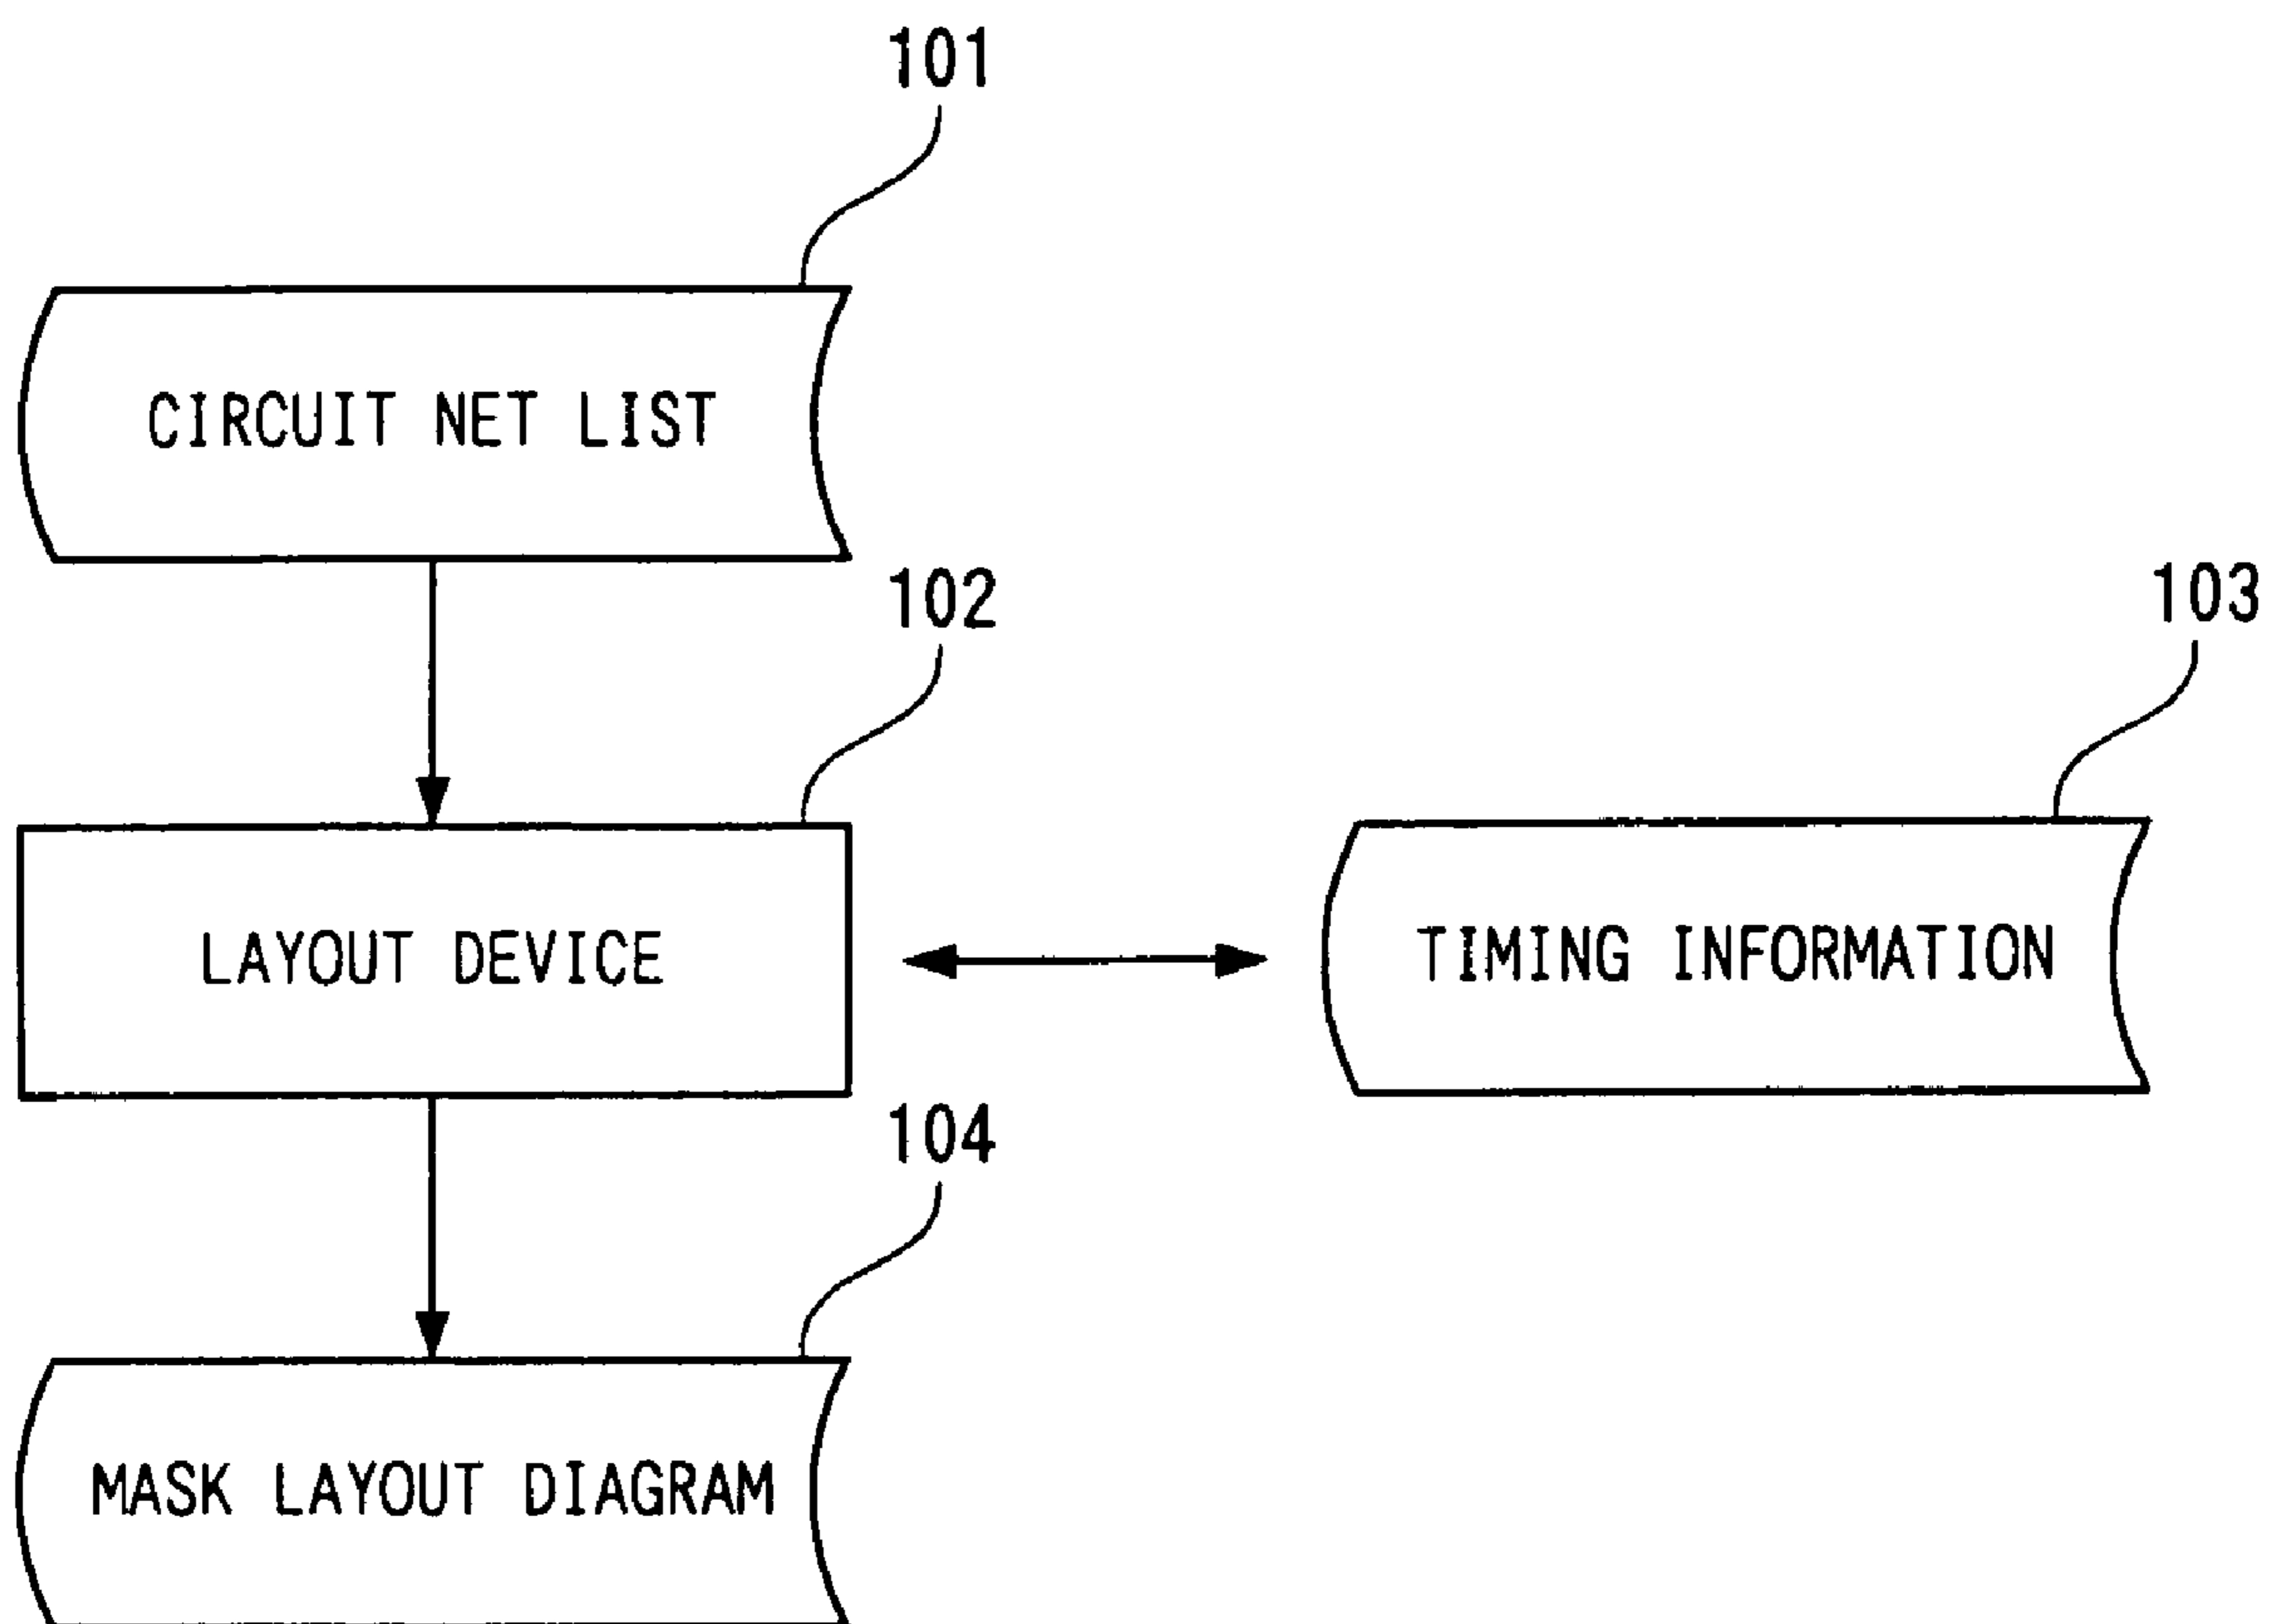 101
CIRCUIT NET LIST
102
103
LAYOUT DEVICE
TIMING INFORMATION
104
MASK LAYOUT DIAGRAM